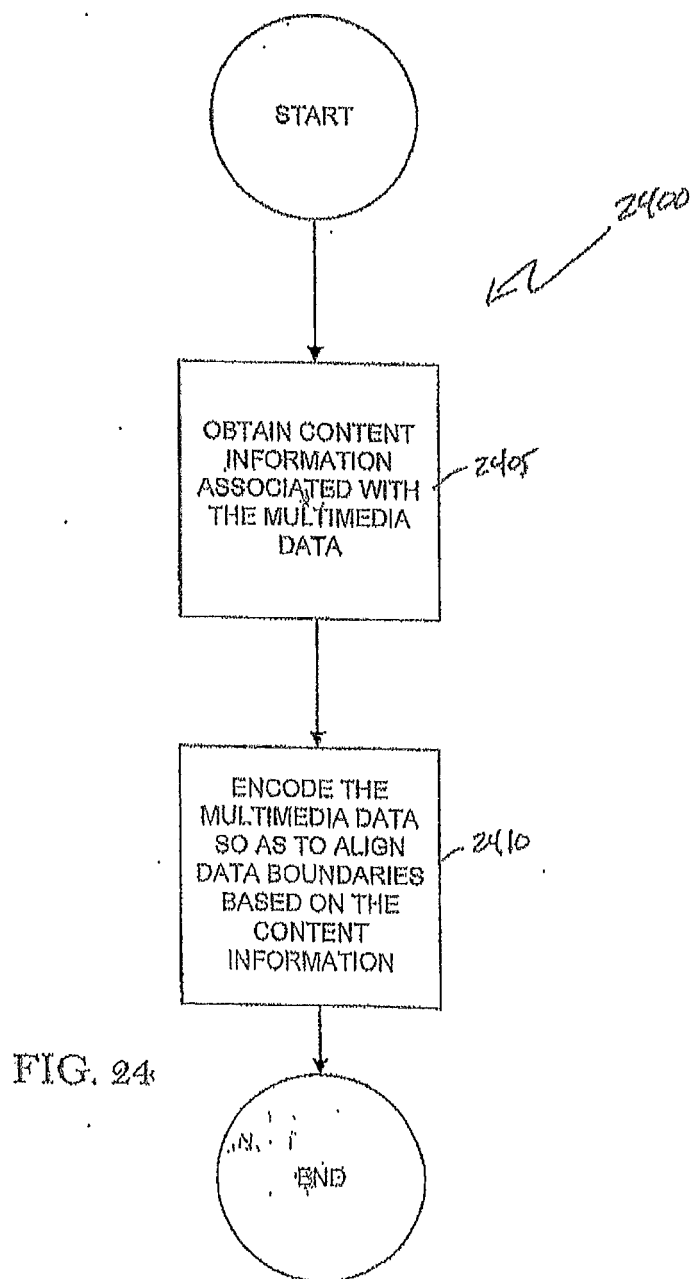 START
2400
OBTAIN CONTENT
INFORMATION
ASSOCIATED WITH
THE MULTIMEDIA
DATA
2405
ENCODE THE
MULTIMEDIA DATA
SO AS TO ALIGN
DATA BOUNDARIES
BASED ON THE
CONTENT
INFORMATION
2410
FIG. 24
END